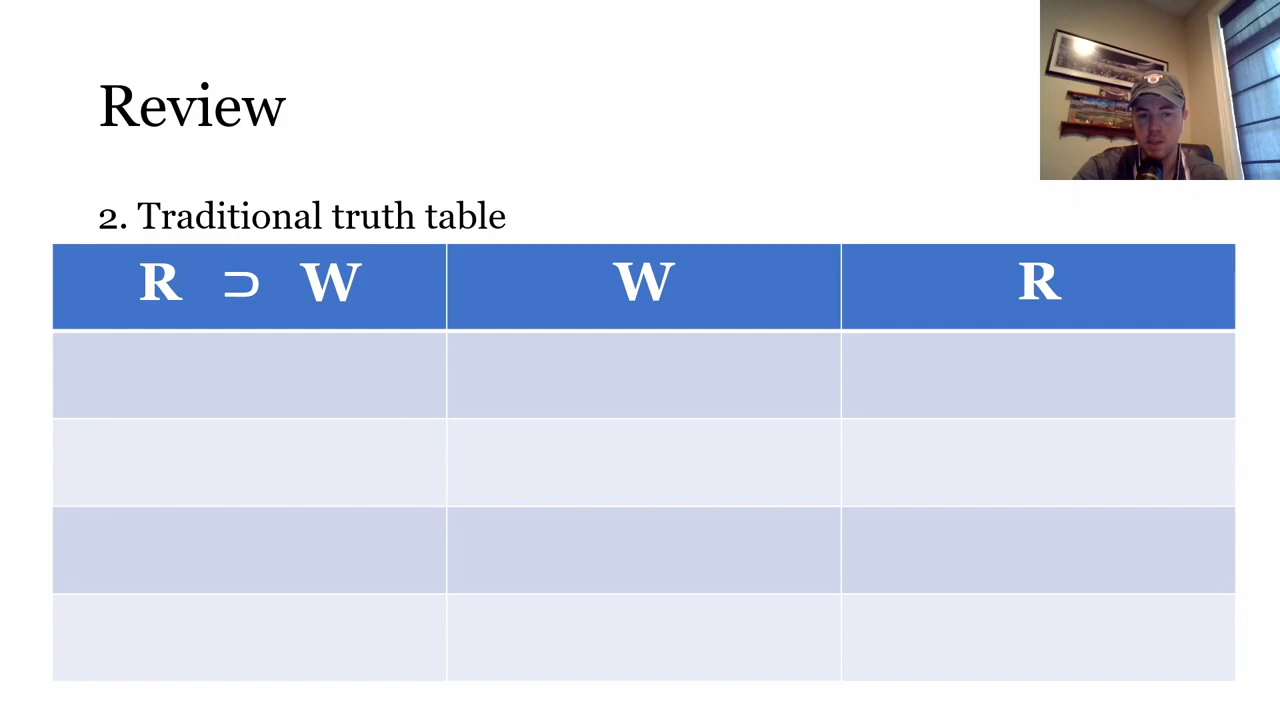 Review
2. Traditional truth table
R ⊃ W W R